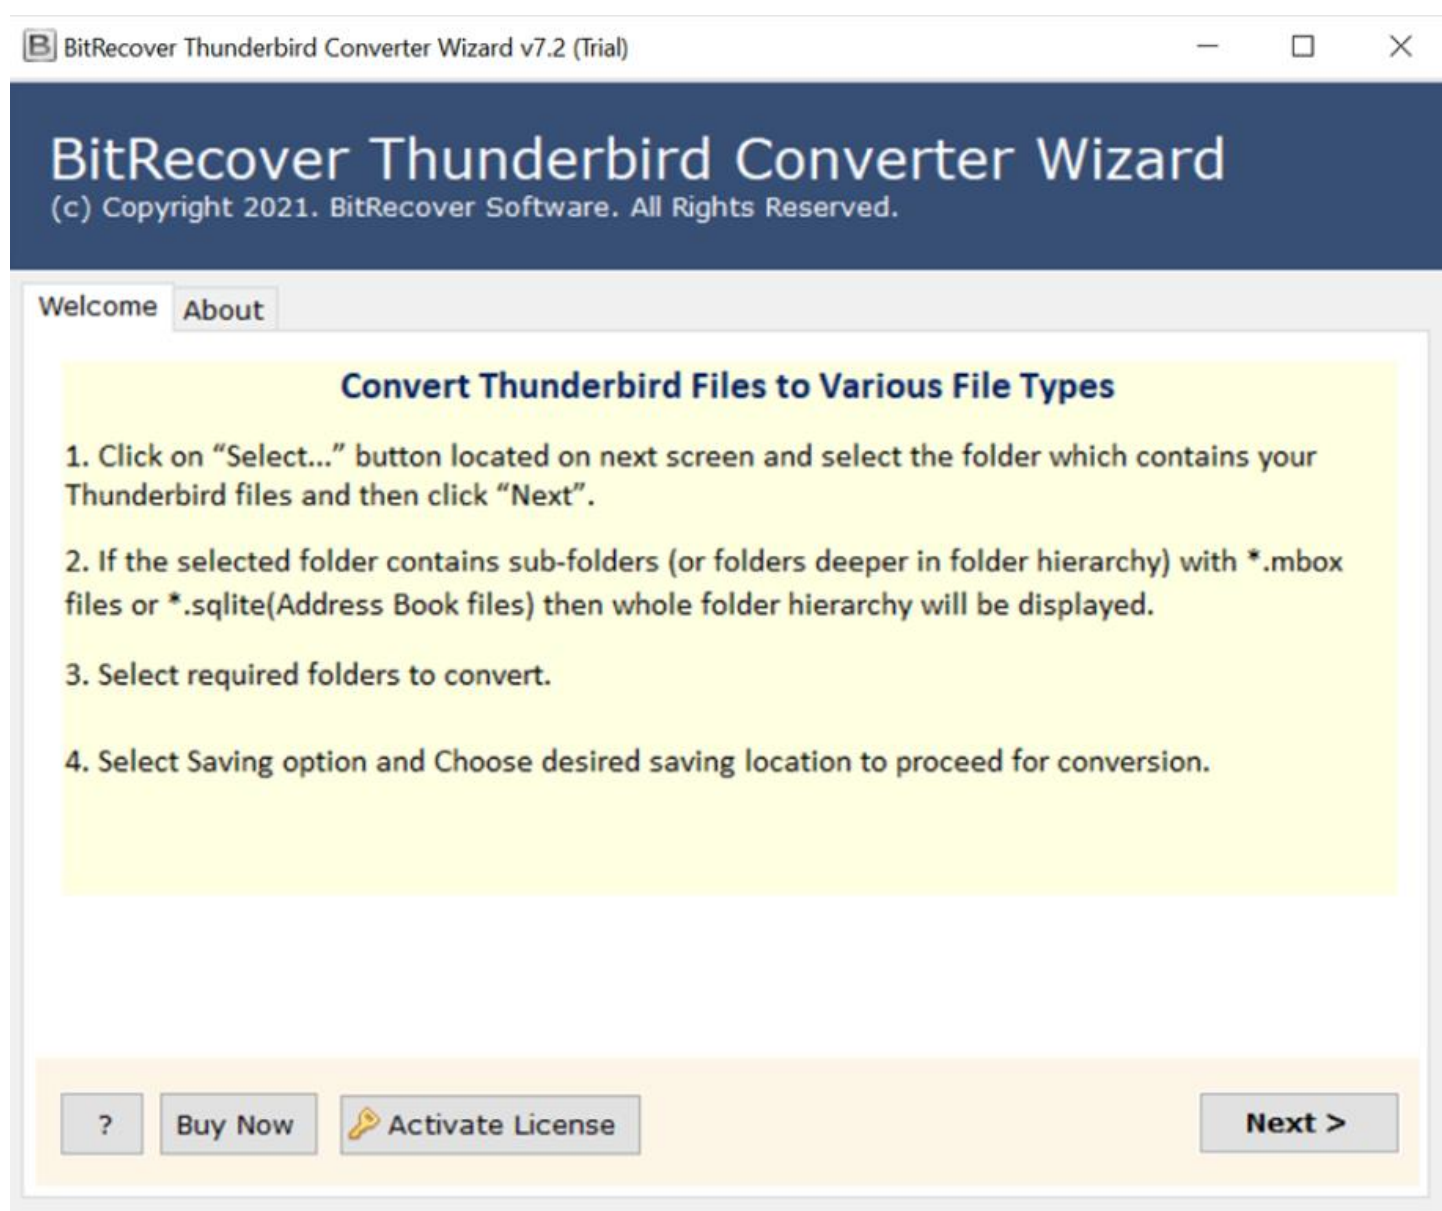 BitRecover Thunderbird Converter Wizard v7.2 (Trial)
BitRecover Thunderbird Converter Wizard
(c) Copyright 2021. BitRecover Software. All Rights Reserved.
Welcome
About
Convert Thunderbird Files to Various File Types
1. Click on “Select...” button located on next screen and select the folder which contains your
Thunderbird files and then click “Next”.
2. If the selected folder contains sub-folders (or folders deeper in folder hierarchy) with *.mbox
files or *.sqlite(Address Book files) then whole folder hierarchy will be displayed.
3. Select required folders to convert.
4. Select Saving option and Choose desired saving location to proceed for conversion.
?
Buy Now
Activate License
Next >